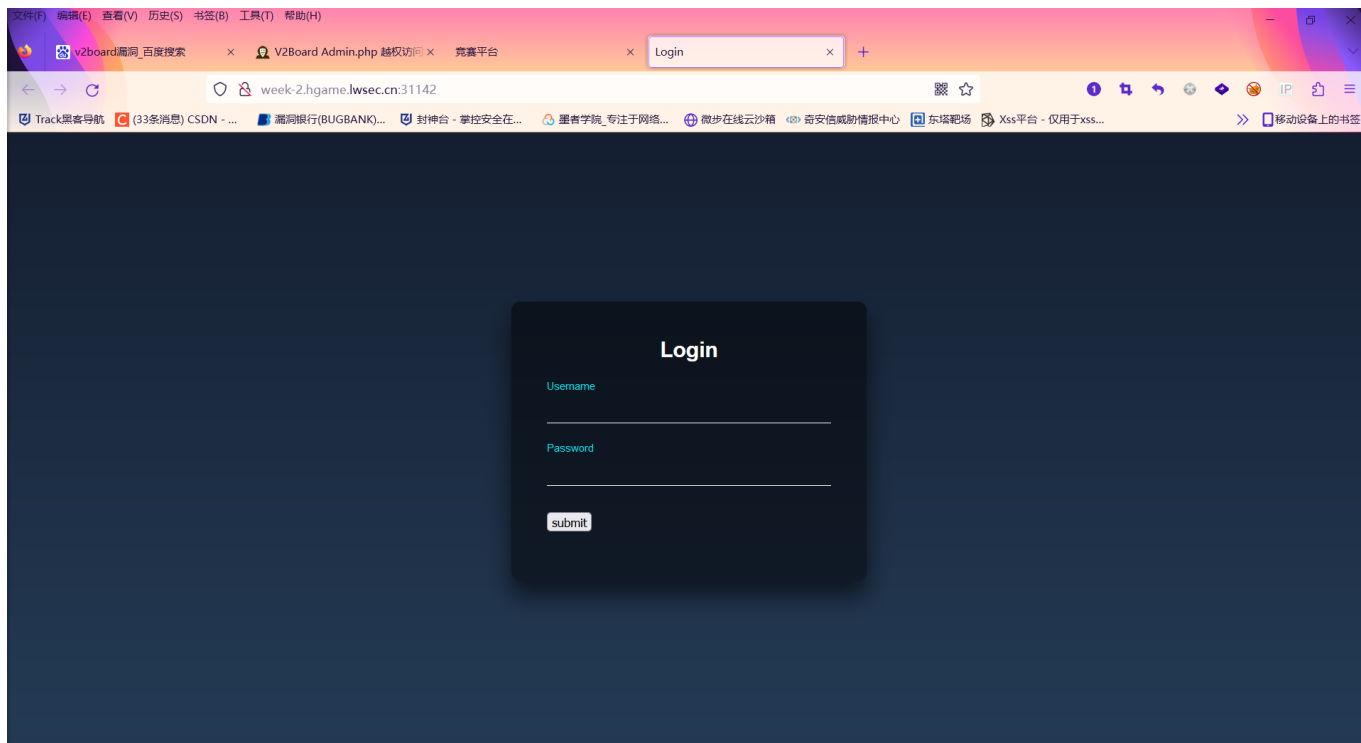 文件(F) 编辑(E) 查看(V) 历史(S) 书签(B) 工具(T) 帮助(H)
v2board漏洞_百度搜索 V2Board Admin.php 越权访问 竞赛平台 Login
week-2.hgame.lwsec.cn:31142 IP
Track黑客导航 (33条消息) CSDN - ... 漏洞银行(BUGBANK)... 封神台 - 掌控安全在... 墨者学院_专注于网络... 微步在线云沙箱 奇安信威胁情报中心 东塔靶场 Xss平台 - 仅用于xss... 移动设备上的书签
Login
Username
Password
submit